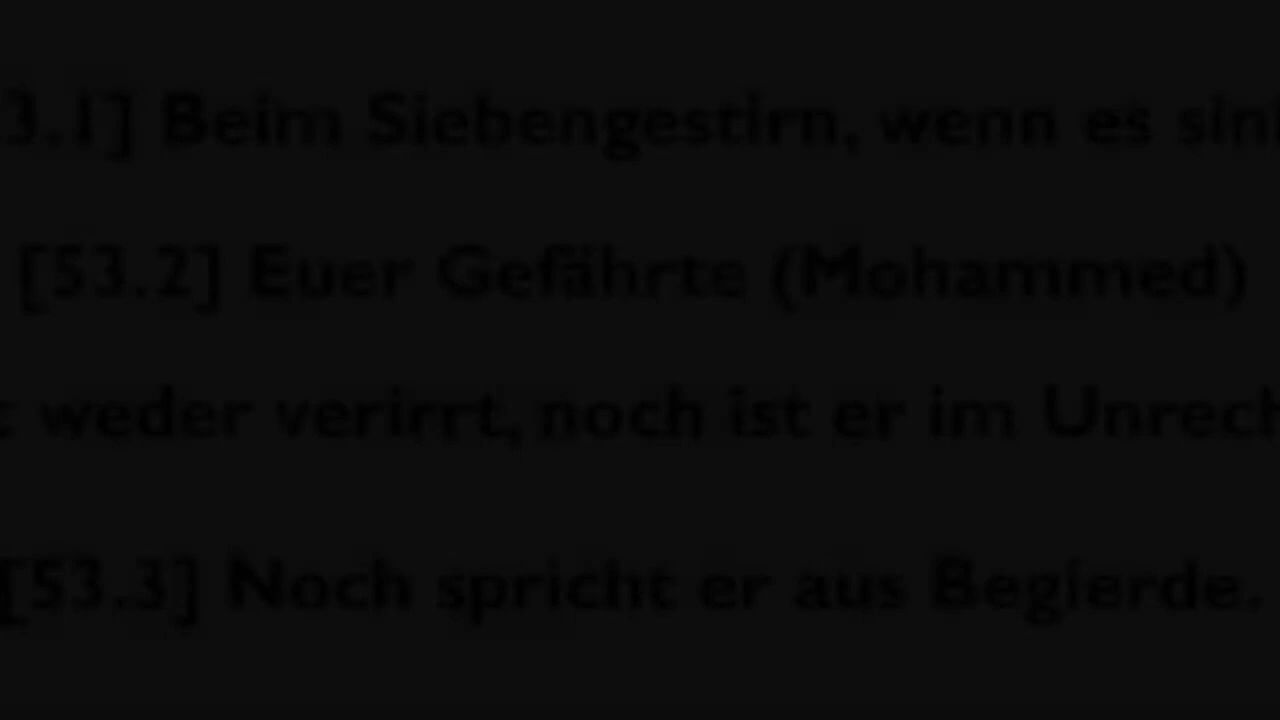 3.1] Beim Siebengestirn, wenn es sin
[53.2] Euer Gefährte (Mohammed)
weder verirrt, noch ist er im Unrech
[53.3] Noch spricht er aus Begierde.